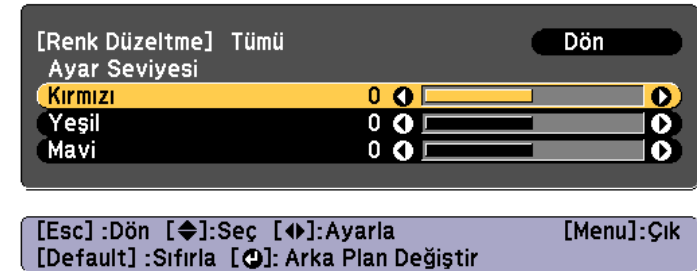 [Renk Düzeltme] Tümü Dön
Ayar Seviyesi
Kırmızı 0
Yeşil 0
Mavi 0
[Esc] :Dön [◆]:Seç [◀▶]:Ayarla [Menu]:Çık
[Default] :Sıfırla [↵]: Arka Plan Değiştir